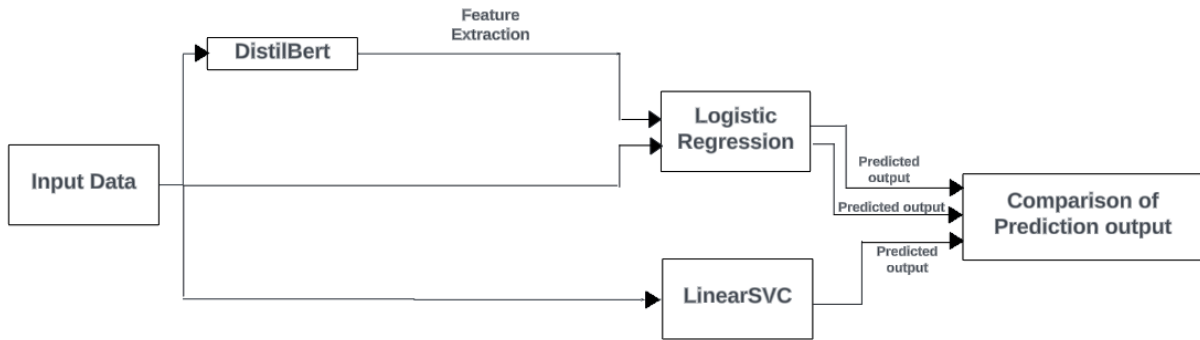 Feature
Extraction
DistilBert
Logistic
Regression
Input Data
Predicted
output
Predicted output
Comparison of
Prediction output
Predicted
output
LinearSVC